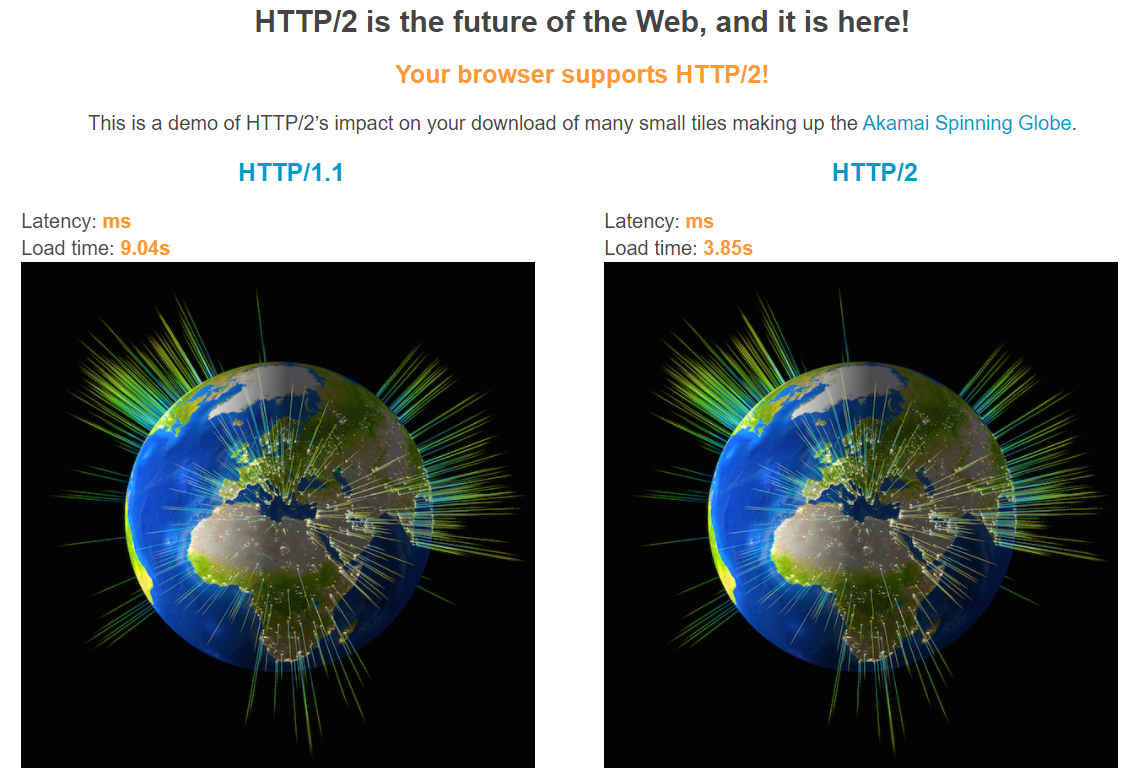 HTTP/2 is the future of the Web, and it is here!
Your browser supports HTTP/2!
This is a demo of HTTP/2’s impact on your download of many small tiles making up the Akamai Spinning Globe.
HTTP/1.1
Latency: ms
Load time: 9.04s
HTTP/2
Latency: ms
Load time: 3.85s